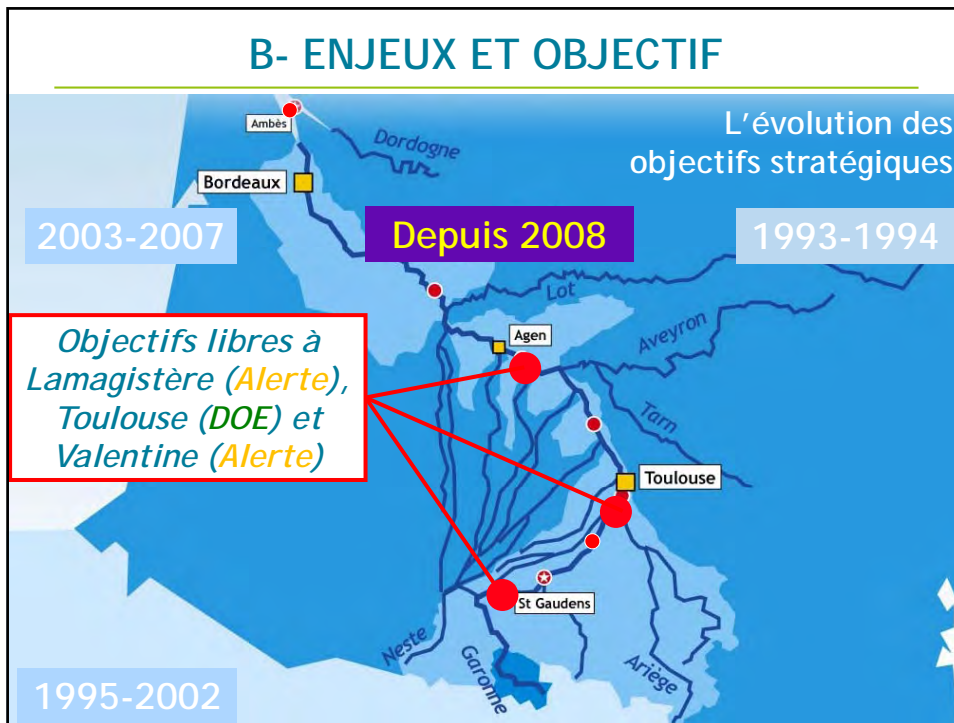 B- ENJEUX ET OBJECTIF
L'évolution des
objectifs stratégiques
Ambès
Dordogne
Bordeaux
2003-2007
Depuis 2008
1993-1994
Lot
Agen
Aveyron
Objectifs libres à
Lamagistère (Alerte),
Toulouse (DOE) et
Valentine (Alerte)
Tarn
Toulouse
St Gaudens
Neste
Garonne
Ariège
1995-2002